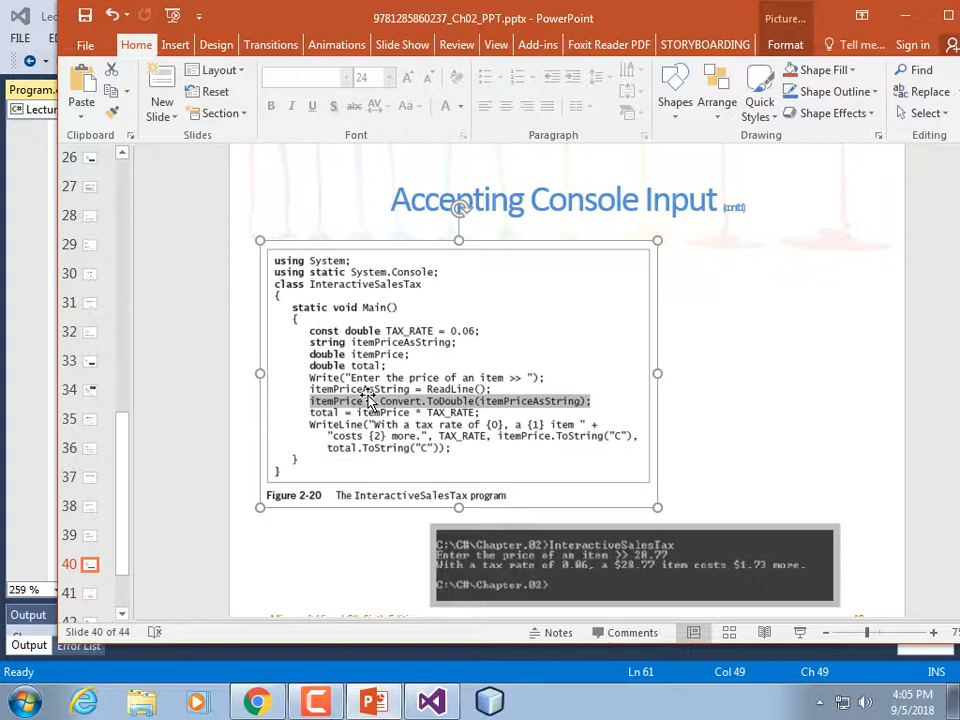 9781285860237_Ch02_PPT.pptx - PowerPoint
Picture...
FILE
File
Home
Insert
Design
Transitions
Animations
Slide Show
Review
View
Add-ins
Foxit Reader PDF
STORYBOARDING
Format
Tell me...
Sign in
Program.
Lectur
Paste
Clipboard
New
Slide
Layout
Reset
Section
Slides
24
B I U S abc AV Aa A
Font
Paragraph
Shapes
Arrange
Quick
Styles
Shape Fill
Shape Outline
Shape Effects
Drawing
Find
Replace
Select
Editing
26
27
28
29
30
31
32
33
34
35
36
37
38
39
40
41
42
Accepting Console Input (cont'd)
using System;
using static System.Console;
class InteractiveSalesTax
{
static void Main()
{
const double TAX_RATE = 0.06;
string itemPriceAsString;
double itemPrice;
double total;
Write("Enter the price of an item >> ");
itemPriceAsString = ReadLine();
itemPrice = Convert.ToDouble(itemPriceAsString);
total = itemPrice * TAX_RATE;
WriteLine("With a tax rate of {0}, a {1} item " +
"costs {2} more.", TAX_RATE, itemPrice.ToString("C"),
total.ToString("C"));
}
}
Figure 2-20 The InteractiveSalesTax program
C:\C#\Chapter.02>InteractiveSalesTax
Enter the price of an item >> 28.77
With a tax rate of 0.06, a $28.77 item costs $1.73 more.
C:\C#\Chapter.02>
259 %
Output
Slide 40 of 44
Notes
Comments
Output
Error List
Ready
Ln 61
Col 49
Ch 49
INS
4:05 PM
9/5/2018